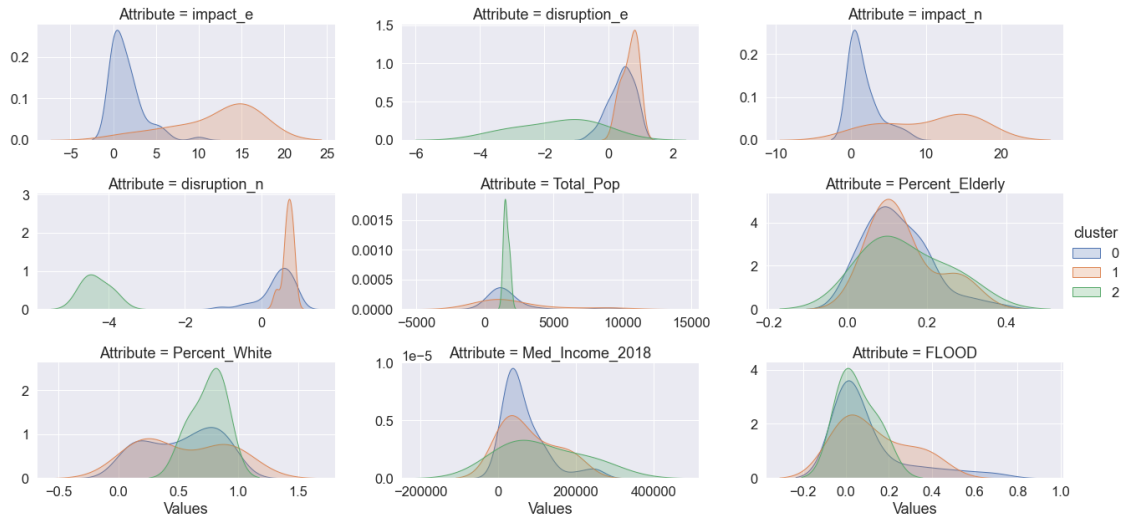 Attribute = impact_e
Attribute = disruption_e
Attribute = impact_n
0.2
0.1
0.0
−5 0 5 10 15 20 25
1.5
1.0
0.5
0.0
−6 −4 −2 0 2
0.2
0.1
0.0
−10 0 10 20
Attribute = disruption_n
Attribute = Total_Pop
Attribute = Percent_Elderly
3
2
1
0
−4 −2 0
0.0015
0.0010
0.0005
0.0000
−5000 0 5000 10000 15000
4
2
0
−0.2 0.0 0.2 0.4
cluster
0
1
2
Attribute = Percent_White
Attribute = Med_Income_2018
Attribute = FLOOD
2
1
0
−0.5 0.0 0.5 1.0 1.5
Values
1e−5
1.0
0.5
0.0
−200000 0 200000 400000
Values
4
2
0
−0.2 0.0 0.2 0.4 0.6 0.8 1.0
Values